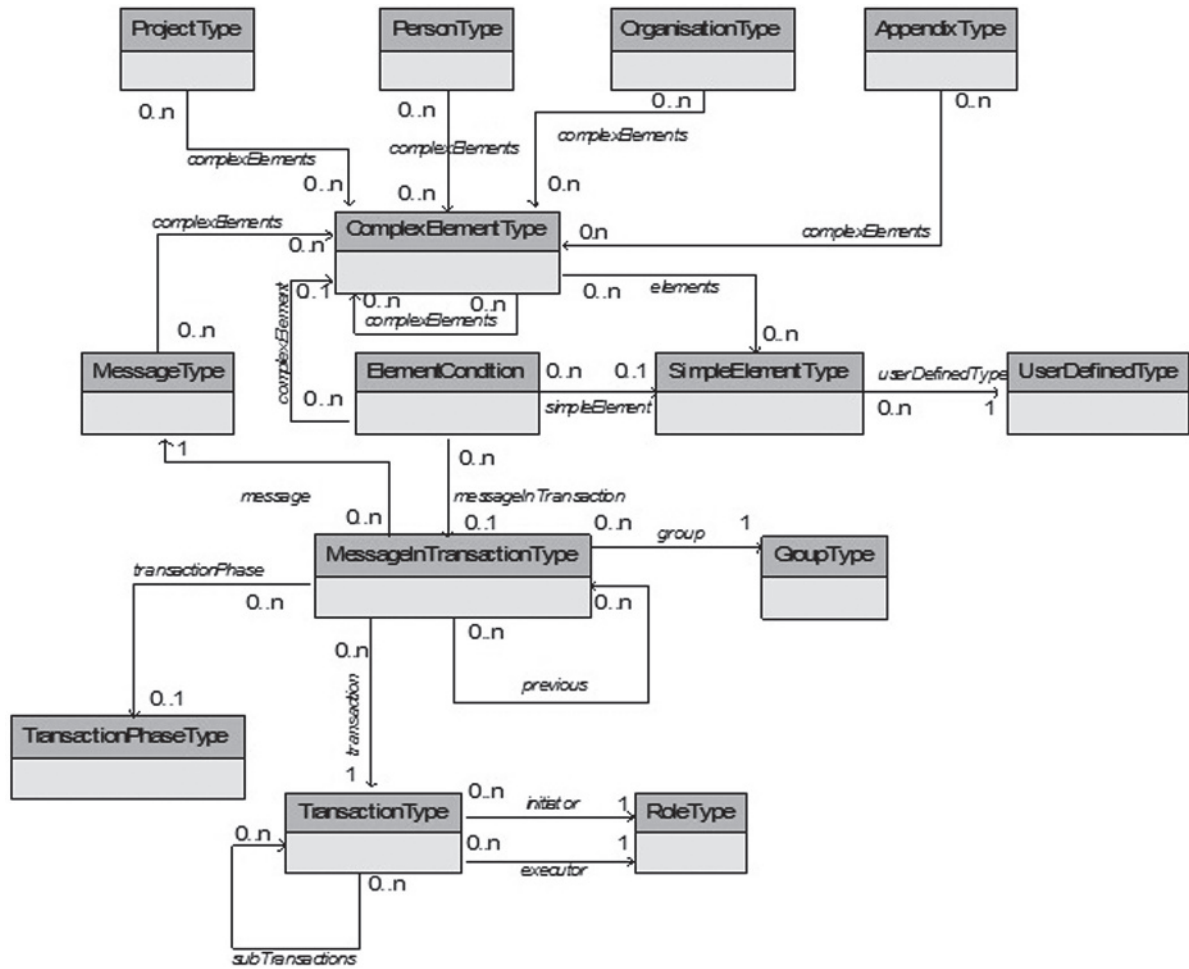 ProjectType
PersonType
OrganisationType
AppendixType
0..n
0..n
0..n
0..n
complexElements
complexElements
complexElements
0..n
0..n
0.n
complexElements
ComplexElementType
0..n
0.n
complexElements
0..1
0..n
0..n
0..n
elements
complexElements
complexElement
0..n
0..n
MessageType
ElementCondition
0..n
0..1
SimpleElementType
userDefinedType
UserDefinedType
0..n
simpleElement
0..n
1
1
0..n
message
messageInTransaction
0..n
0..1
0..n
group
1
MessageInTransactionType
GroupType
transactionPhase
0..n
0..n
0..n
0..n
previous
transaction
0..1
TransactionPhaseType
1
TransactionType
0..n
initiator
1
RoleType
0..n
0..n
executor
1
0..n
subTransactions